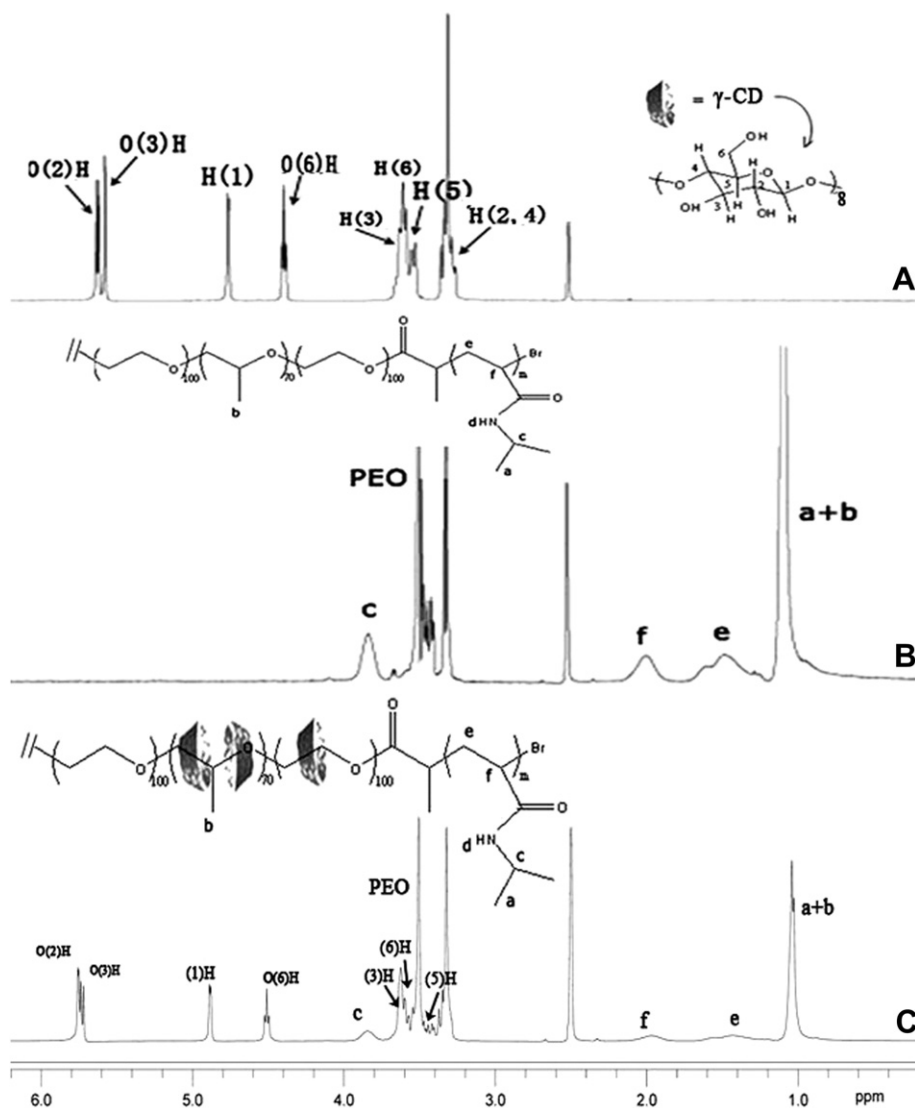 O(2)H
O(3)H
H(1)
O(6)H
H(6)
H(3)
H(5)
H(2,4)
= γ-CD
OH
6
H
4
H
O
5
2
1
O
O
OH
3
H
H
OH
H
8
A
O
e
O
O
O
O
Br
100
70
100
f
n
b
O
d HN
c
a
PEO
a+b
c
f
e
B
O
e
O
O
O
O
Br
100
70
100
f
n
b
O
d HN
c
a
PEO
a+b
O(2)H
O(3)H
(1)H
O(6)H
(6)H
(3)H
(5)H
c
f
e
C
6.0 5.0 4.0 3.0 2.0 1.0 ppm